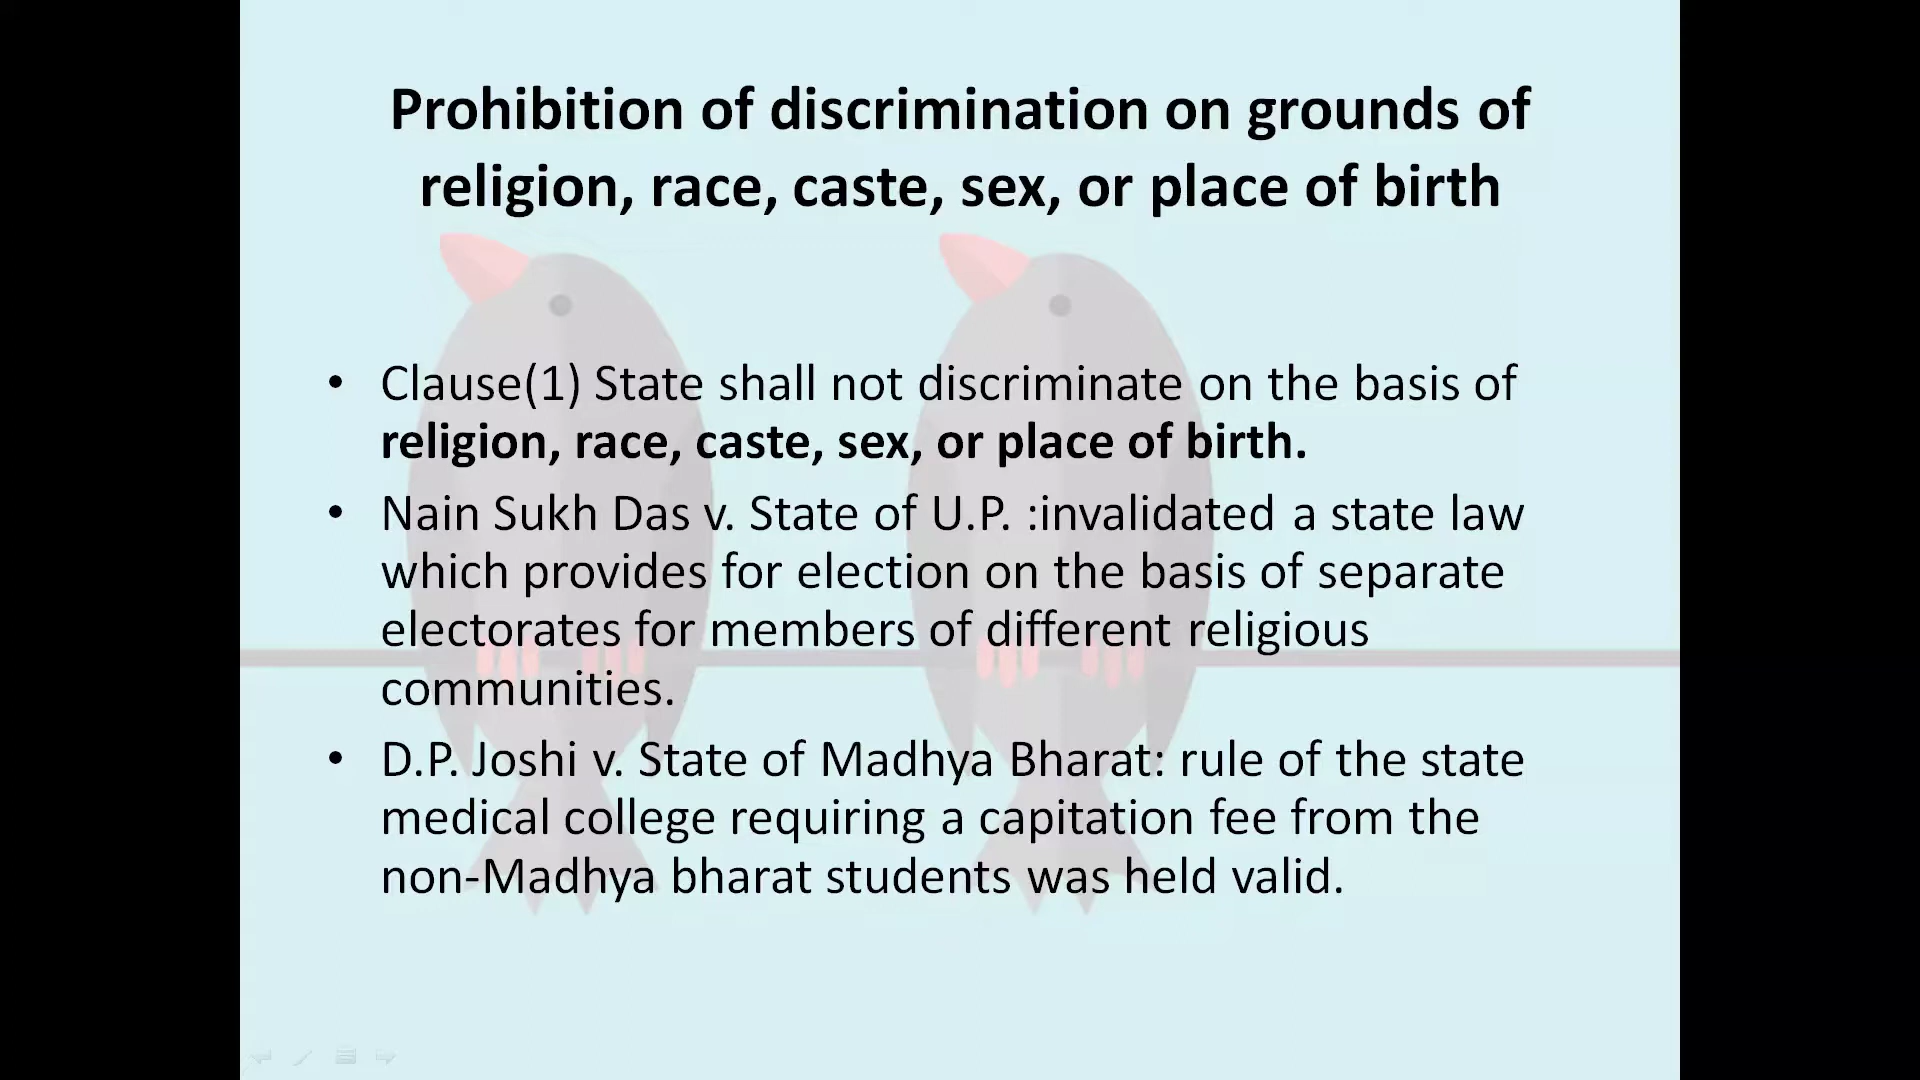 Prohibition of discrimination on grounds of
religion, race, caste, sex, or place of birth
• Clause(1) State shall not discriminate on the basis of
religion, race, caste, sex, or place of birth.
• Nain Sukh Das v. State of U.P. :invalidated a state law
which provides for election on the basis of separate
electorates for members of different religious
communities.
• D.P. Joshi v. State of Madhya Bharat: rule of the state
medical college requiring a capitation fee from the
non-Madhya bharat students was held valid.